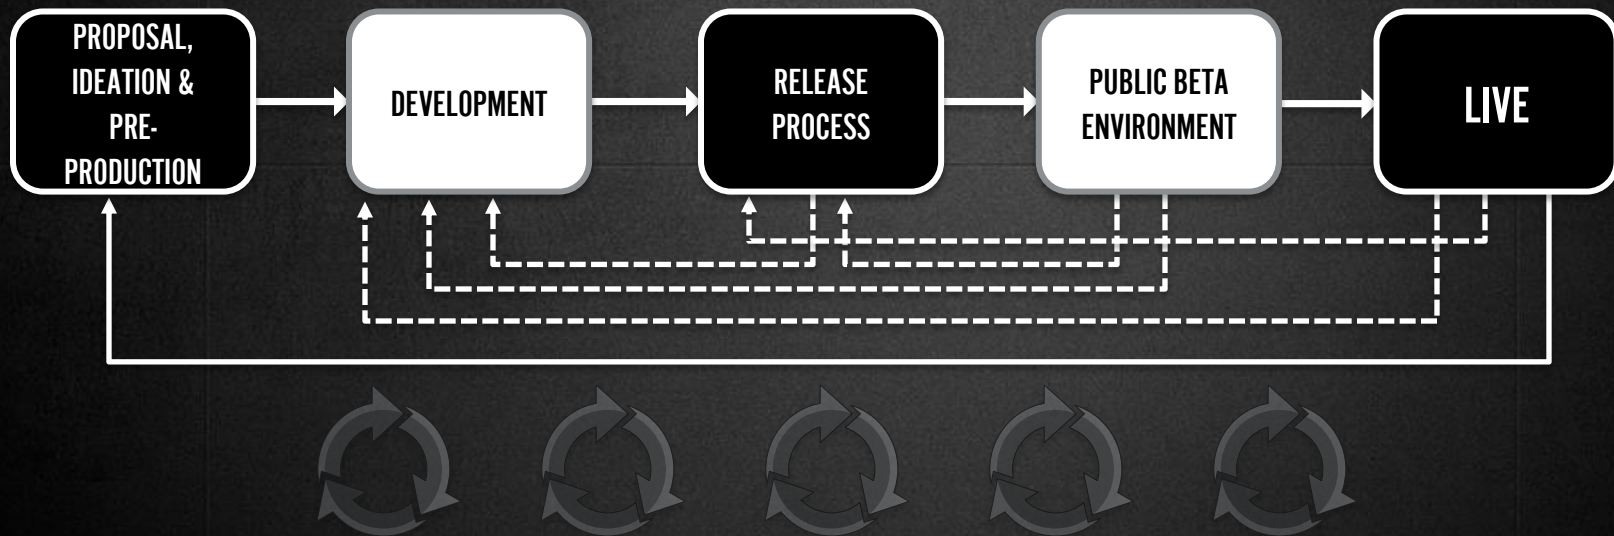 PROPOSAL,
IDEATION &
PRE-
PRODUCTION
DEVELOPMENT
RELEASE
PROCESS
PUBLIC BETA
ENVIRONMENT
LIVE